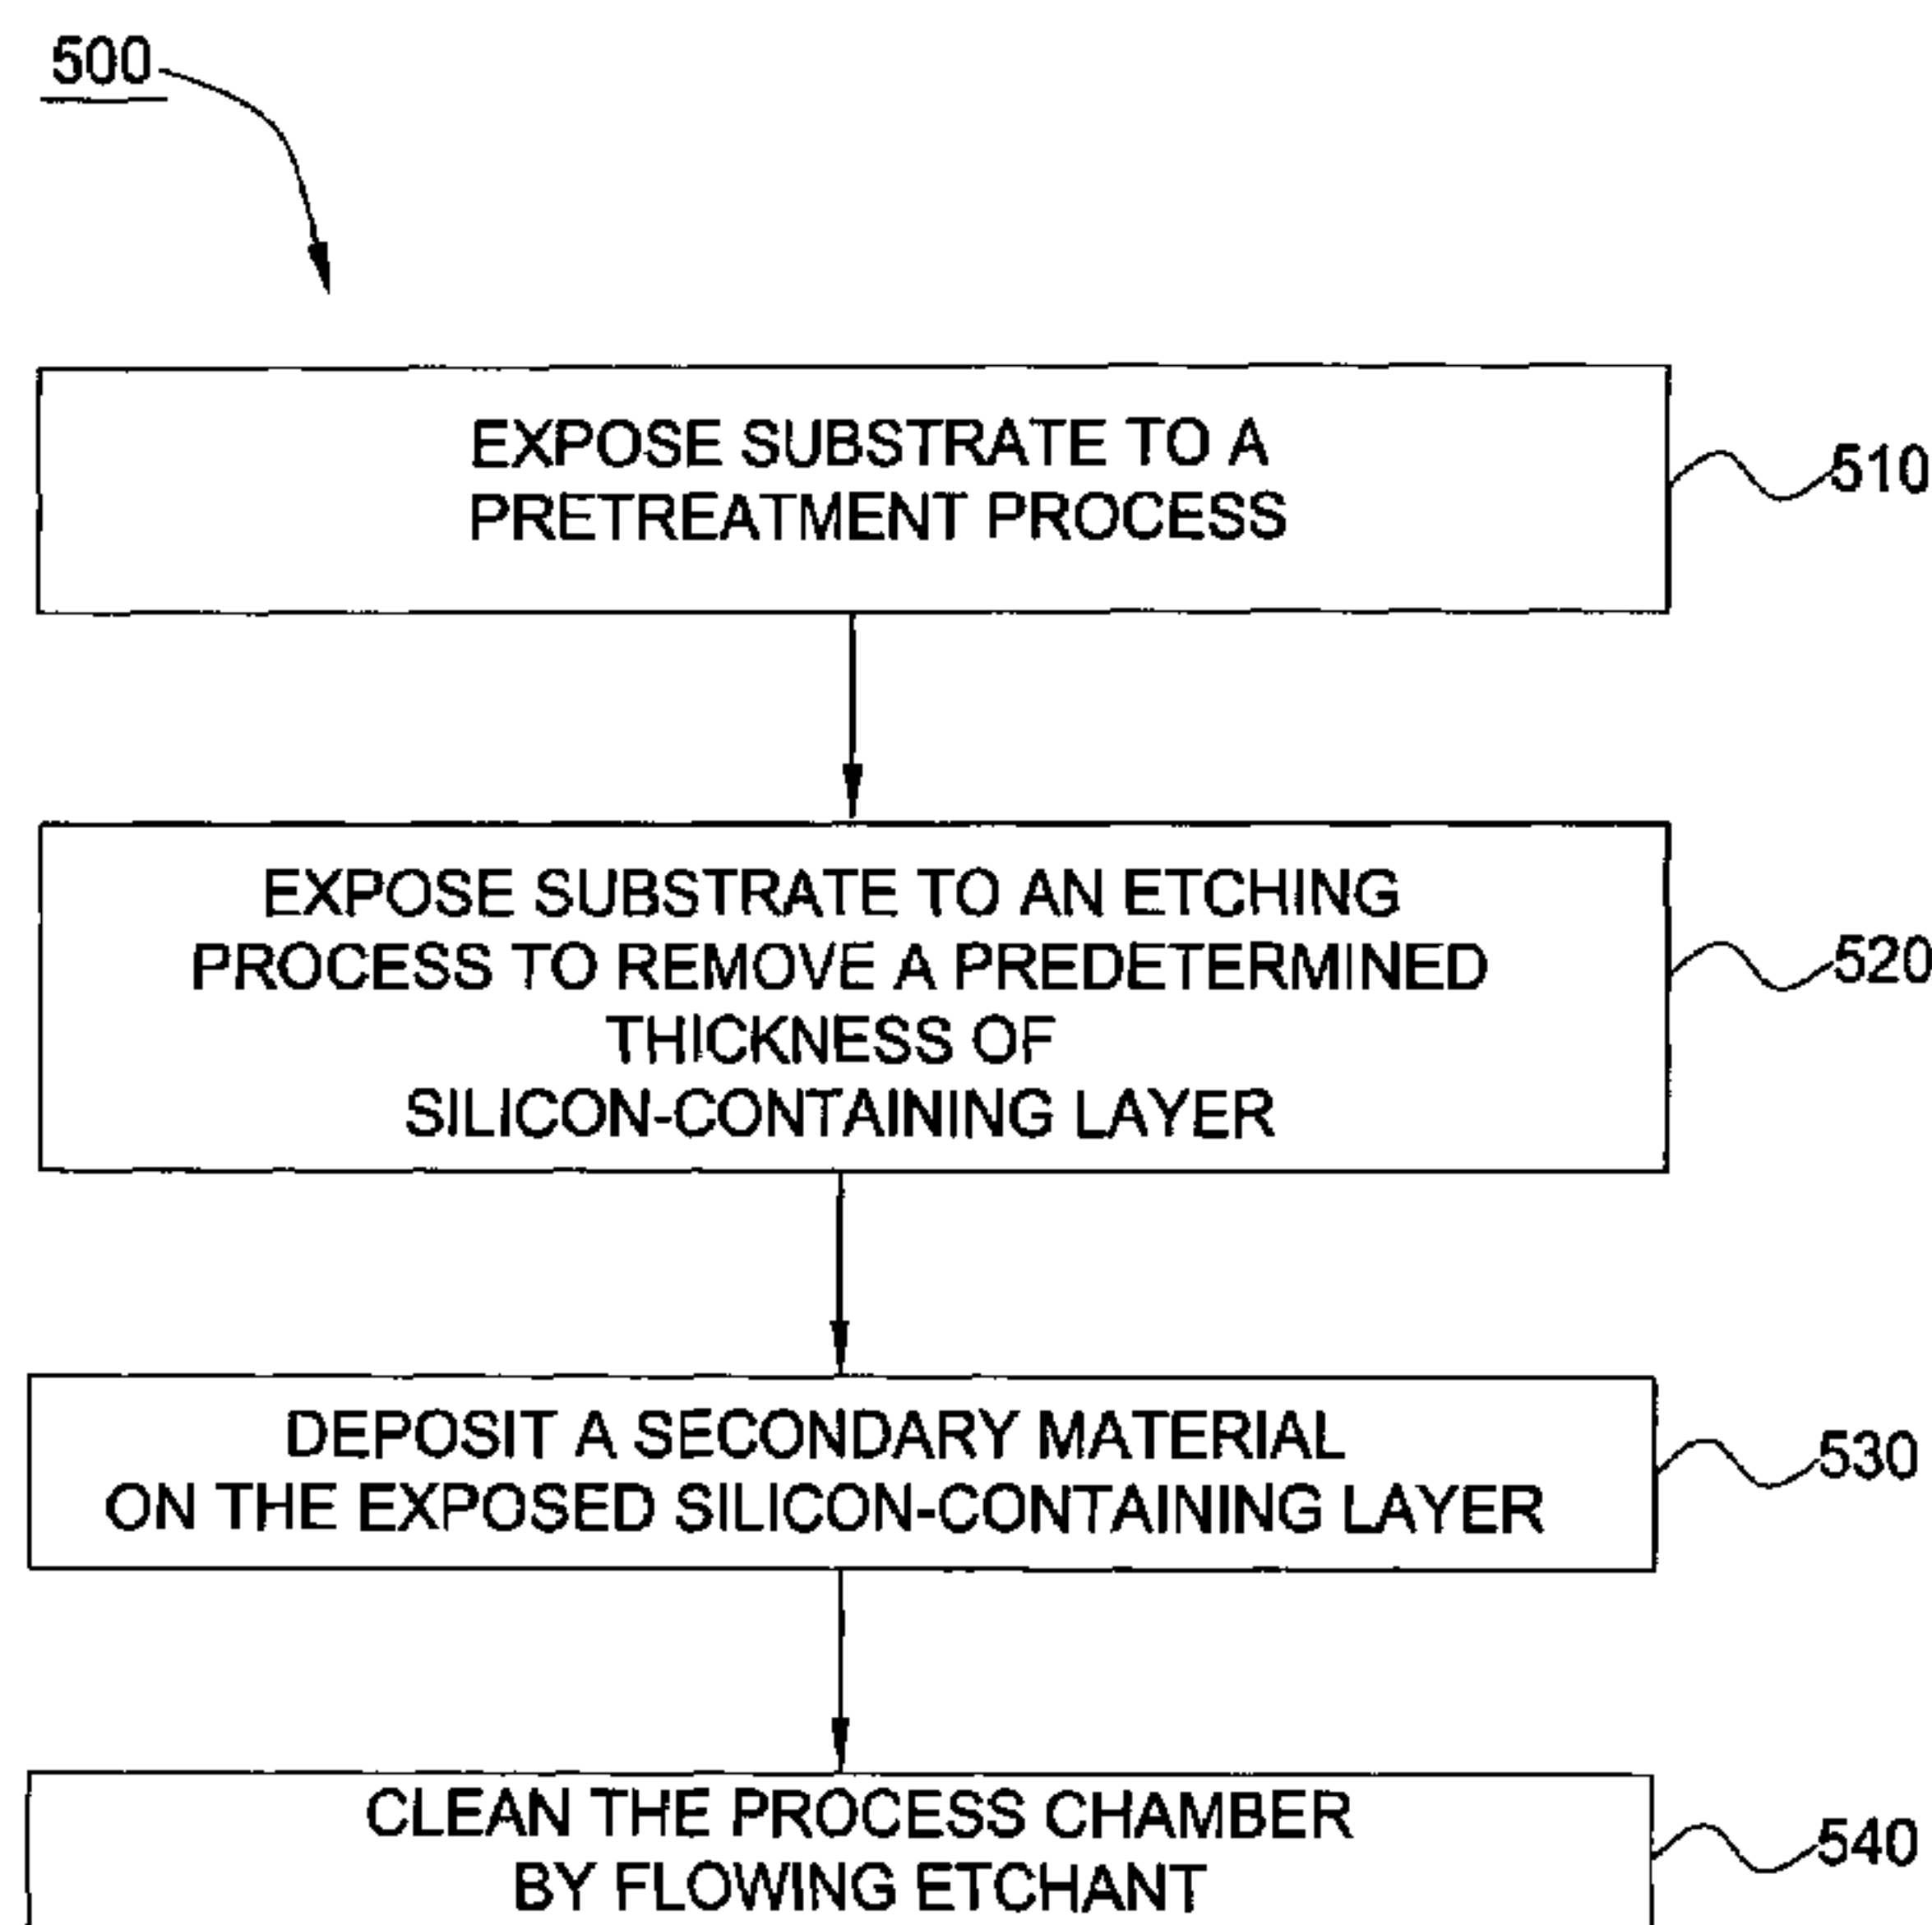 500
EXPOSE SUBSTRATE TO A
PRETREATMENT PROCESS
510
EXPOSE SUBSTRATE TO AN ETCHING
PROCESS TO REMOVE A PREDETERMINED
THICKNESS OF
SILICON-CONTAINING LAYER
520
DEPOSIT A SECONDARY MATERIAL
ON THE EXPOSED SILICON-CONTAINING LAYER
530
CLEAN THE PROCESS CHAMBER
BY FLOWING ETCHANT
540